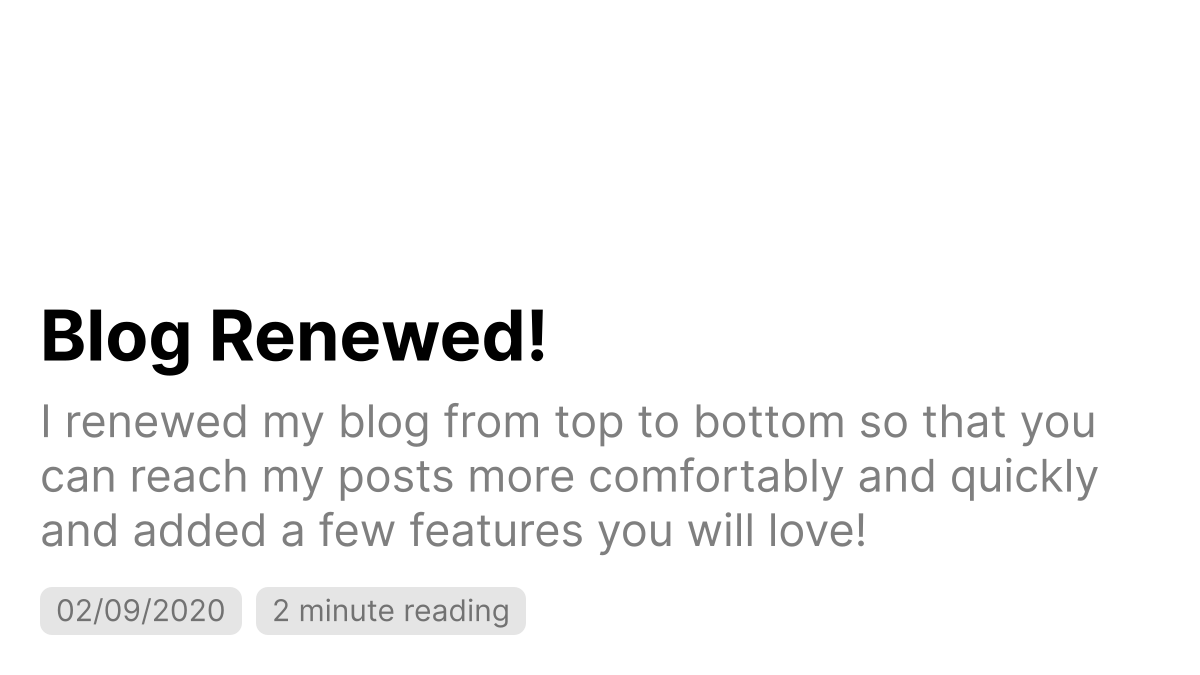 Blog Renewed!
I renewed my blog from top to bottom so that you
can reach my posts more comfortably and quickly
and added a few features you will love!
02/09/2020 2 minute reading